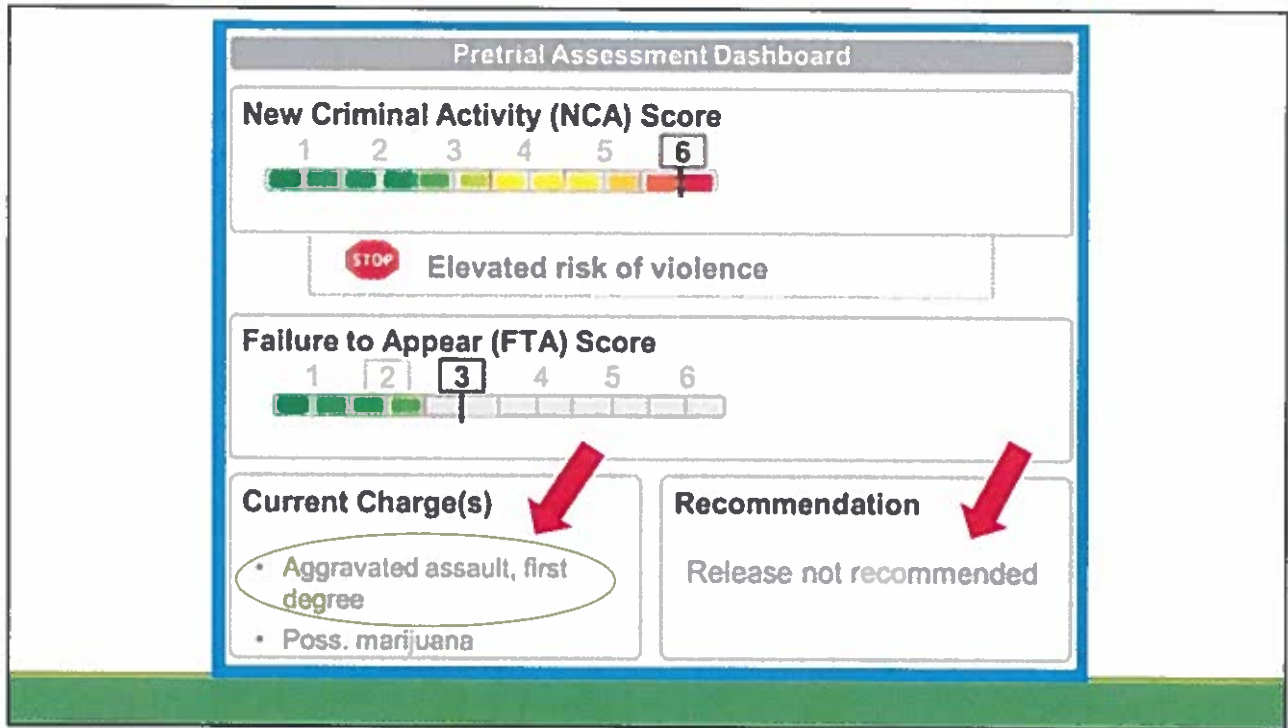 Pretrial Assessment Dashboard
New Criminal Activity (NCA) Score
1 2 3 4 5 6
STOP Elevated risk of violence
Failure to Appear (FTA) Score
1 2 3 4 5 6
Current Charge(s)
• Aggravated assault, first
degree
• Poss. marijuana
Recommendation
Release not recommended